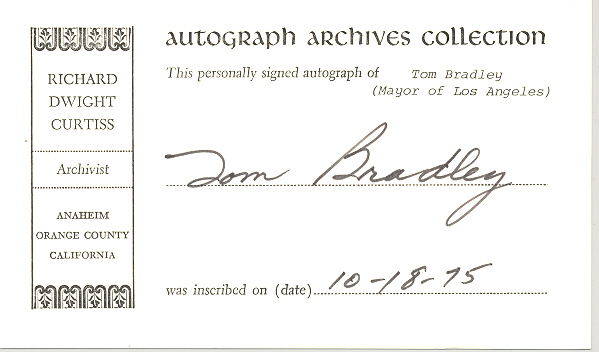 RICHARD
DWIGHT
CURTISS
Archivist
ANAHEIM
ORANGE COUNTY
CALIFORNIA
AUTOGRAPH ARCHIVES COLLECTION
This personally signed autograph of Tom Bradley
(Mayor of Los Angeles)
Tom Bradley
was inscribed on (date) 10-18-75